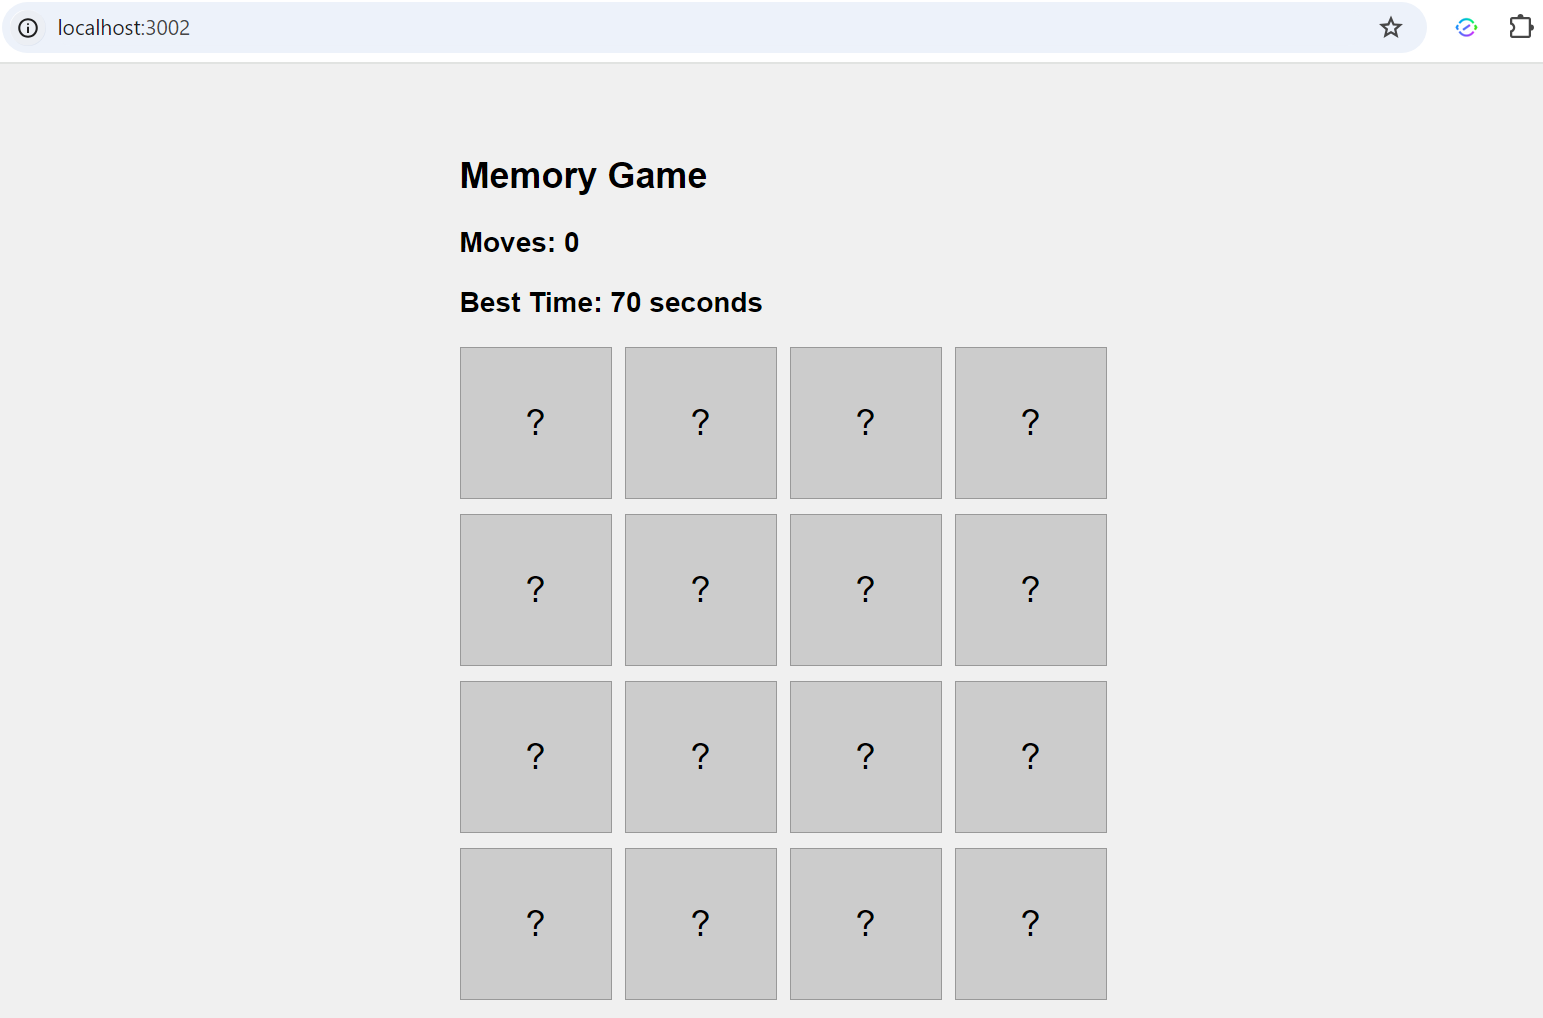 localhost:3002
Memory Game
Moves: 0
Best Time: 70 seconds
? ? ? ?
? ? ? ?
? ? ? ?
? ? ? ?